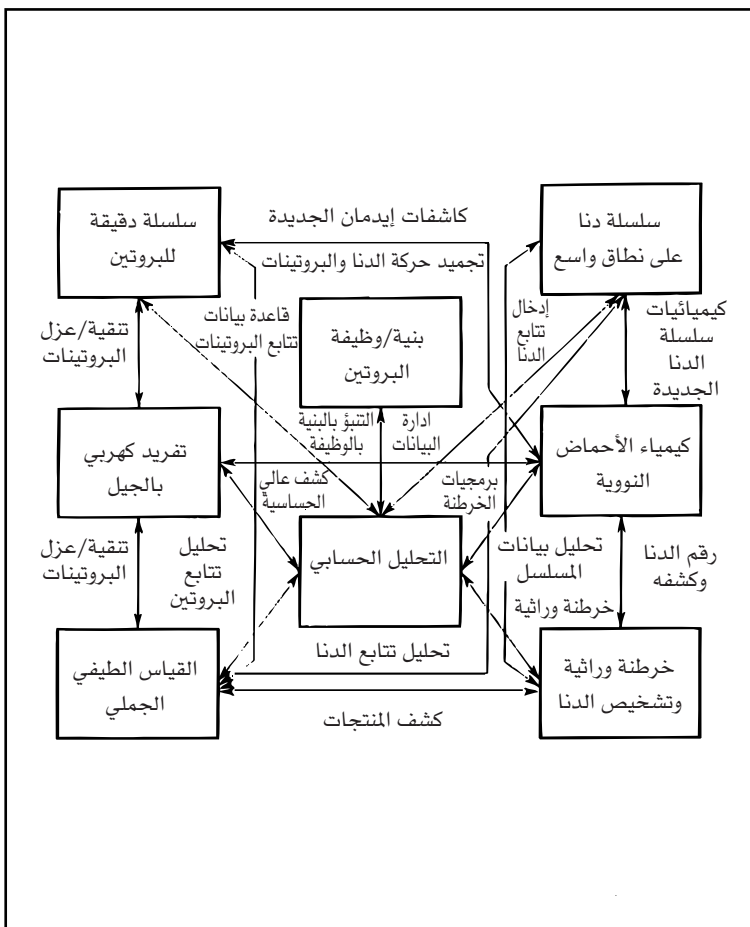 كاشفات إيدمان الجديدة
سلسلة دنا
على نطاق واسع
سلسلة دقيقة
للبروتين
تجميد حركة الدنا والبروتينات
كيميائيات
سلسلة
الدنا
الجديدة
إدخال
تتابع
الدنا
بنية/وظيفة
البروتين
قاعدة بيانات
تتابع البروتينات
تنقية/عزل
البروتينات
ادارة
البيانات
التنبؤ بالبنية
بالوظيفة
كيمياء الأحماض
النووية
تفريد كهربي
بالجيل
برمجيات
الخرطنة
كشف عالي
الحساسية
رقم الدنا
وكشفه
تحليل بيانات
المسلسل
خرطنة وراثية
التحليل الحسابي
تحليل
تتابع
البروتين
تنقية/عزل
البروتينات
خرطنة وراثية
وتشخيص الدنا
تحليل تتابع الدنا
القياس الطيفي
الجملي
كشف المنتجات